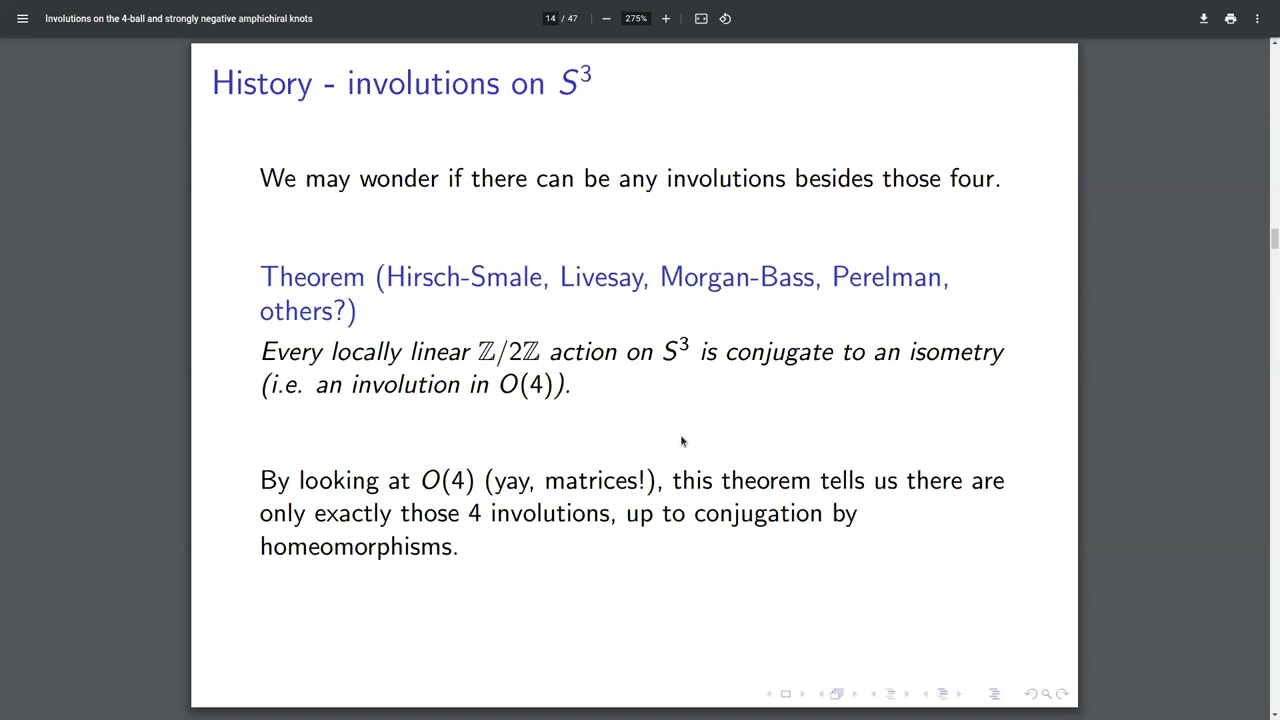 Involutions on the 4-ball and strongly negative amphichiral knots
14 / 47
275%
History - involutions on S³
We may wonder if there can be any involutions besides those four.
Theorem (Hirsch-Smale, Livesay, Morgan-Bass, Perelman,
others?)
Every locally linear ℤ/2ℤ action on S³ is conjugate to an isometry
(i.e. an involution in O(4)).
By looking at O(4) (yay, matrices!), this theorem tells us there are
only exactly those 4 involutions, up to conjugation by
homeomorphisms.